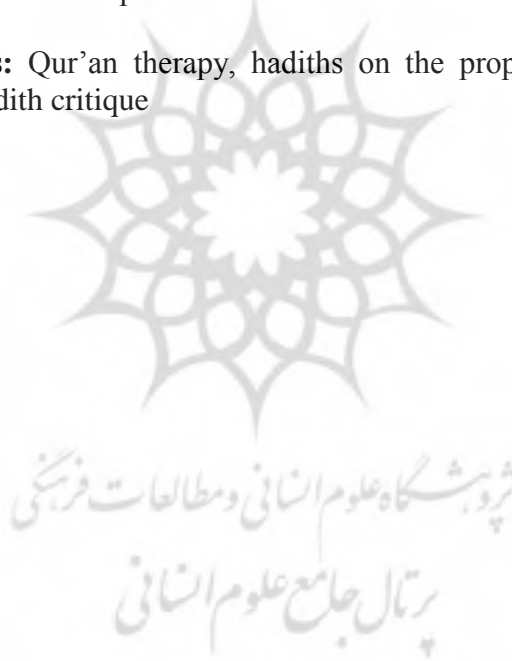 s: Qur’an therapy, hadiths on the prop
dith critique
پژوهشگاه علوم انسانی و مطالعات فرهنگی
پرتال جامع علوم انسانی